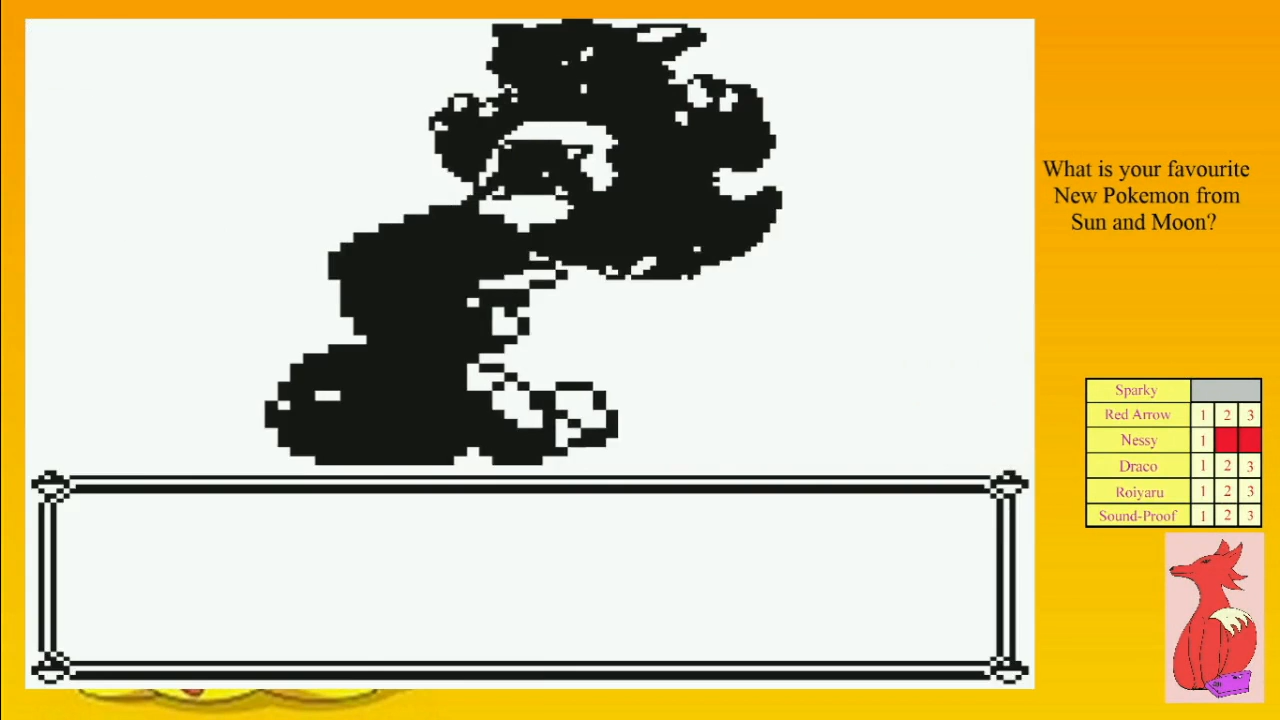 What is your favourite
New Pokemon from
Sun and Moon?
Sparky
Red Arrow 1 2 3
Nessy 1
Draco 1 2 3
Roiyaru 1 2 3
Sound-Proof 1 2 3